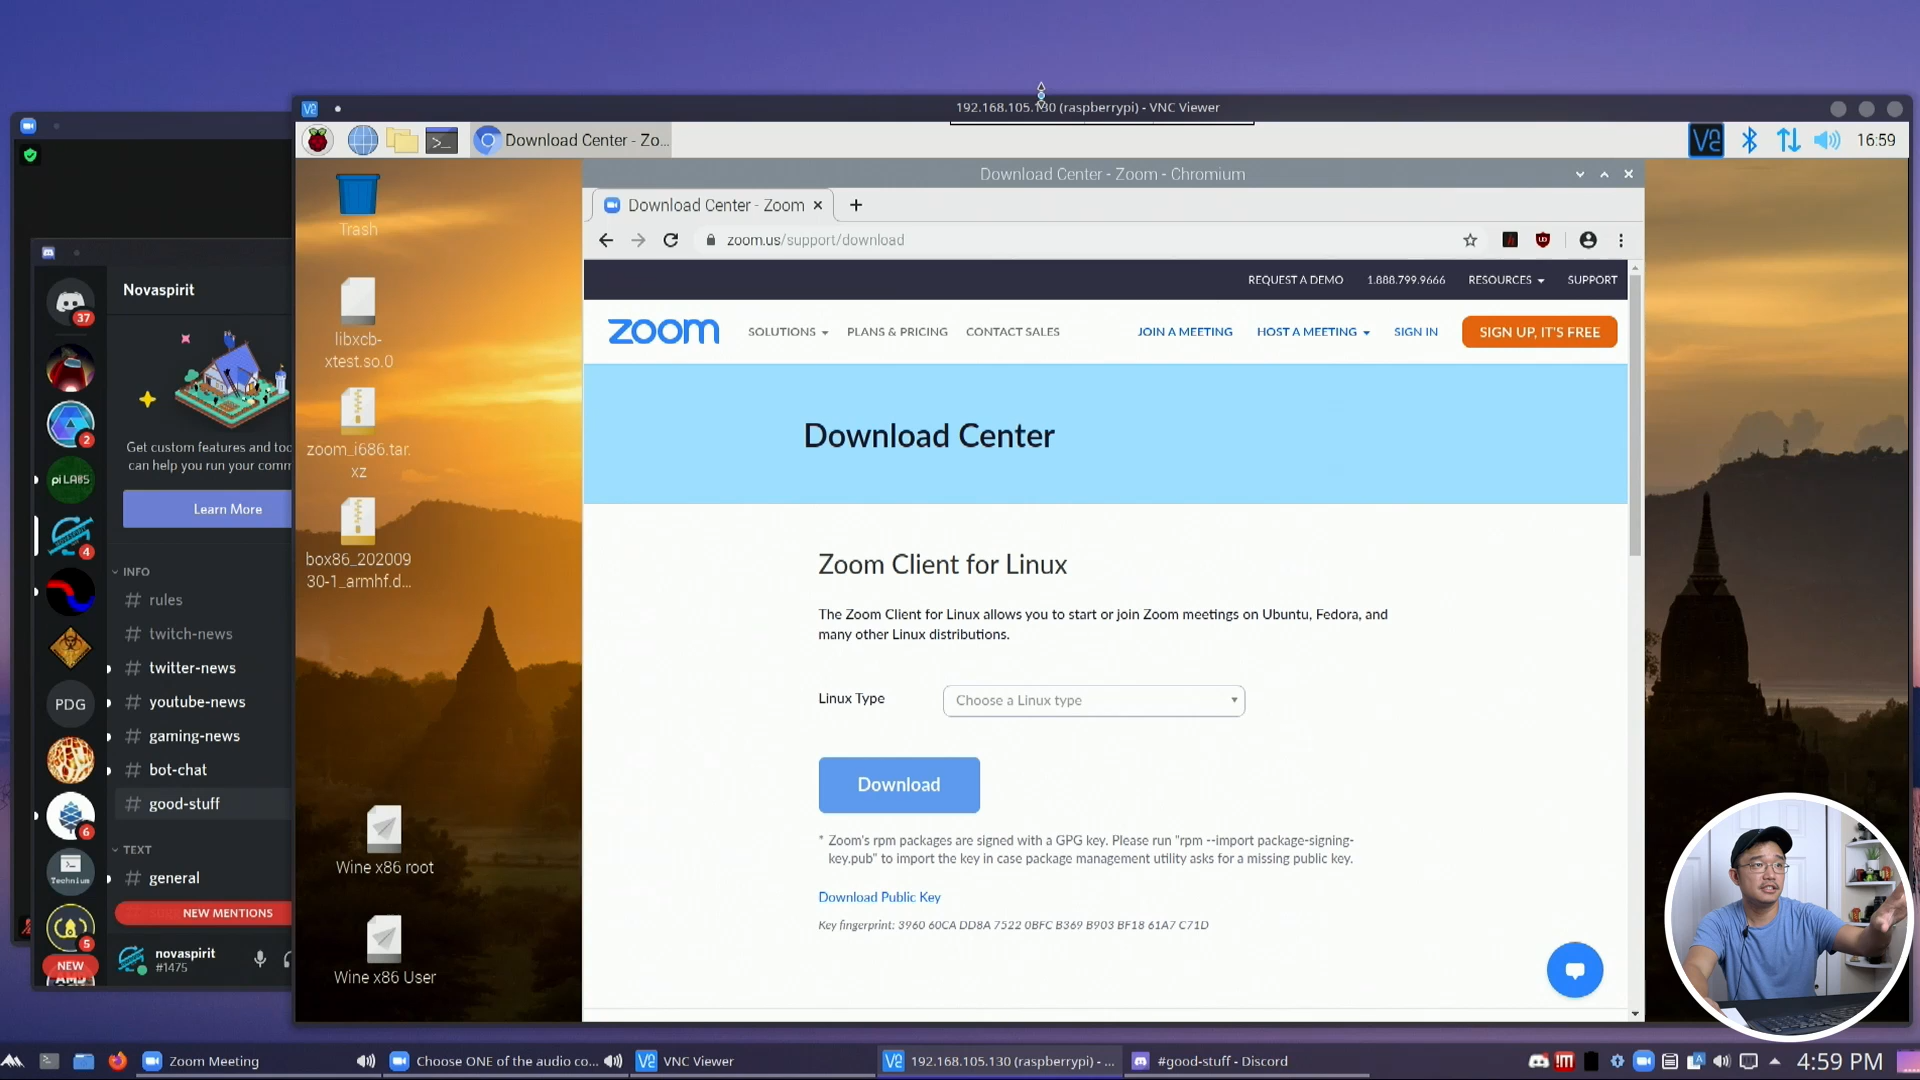 192.168.105.130 (raspberrypi) - VNC Viewer
Download Center - Zo...
16:59
Trash
libxcb-
xtest.so.0
zoom_i686.tar.
xz
box86_202009
30-1_armhf.d...
Wine x86 root
Wine x86 User
Download Center - Zoom - Chromium
Download Center - Zoom
zoom.us/support/download
REQUEST A DEMO
1.888.799.9666
RESOURCES
SUPPORT
zoom
SOLUTIONS
PLANS & PRICING
CONTACT SALES
JOIN A MEETING
HOST A MEETING
SIGN IN
SIGN UP, IT'S FREE
Download Center
Zoom Client for Linux
The Zoom Client for Linux allows you to start or join Zoom meetings on Ubuntu, Fedora, and
many other Linux distributions.
Linux Type
Choose a Linux type
Download
* Zoom's rpm packages are signed with a GPG key. Please run "rpm --import package-signing-
key.pub" to import the key in case package management utility asks for a missing public key.
Download Public Key
Key fingerprint: 3960 60CA DD8A 7522 0BFC B369 B903 BF18 61A7 C71D
37
2
pi LABS
4
PDG
6
Technium
5
NEW
Novaspirit
Get custom features and too
can help you run your comm
Learn More
INFO
# rules
# twitch-news
# twitter-news
# youtube-news
# gaming-news
# bot-chat
# good-stuff
TEXT
# general
NEW MENTIONS
novaspirit
#1475
Zoom Meeting
Choose ONE of the audio co...
VNC Viewer
192.168.105.130 (raspberrypi) - ...
#good-stuff - Discord
4:59 PM